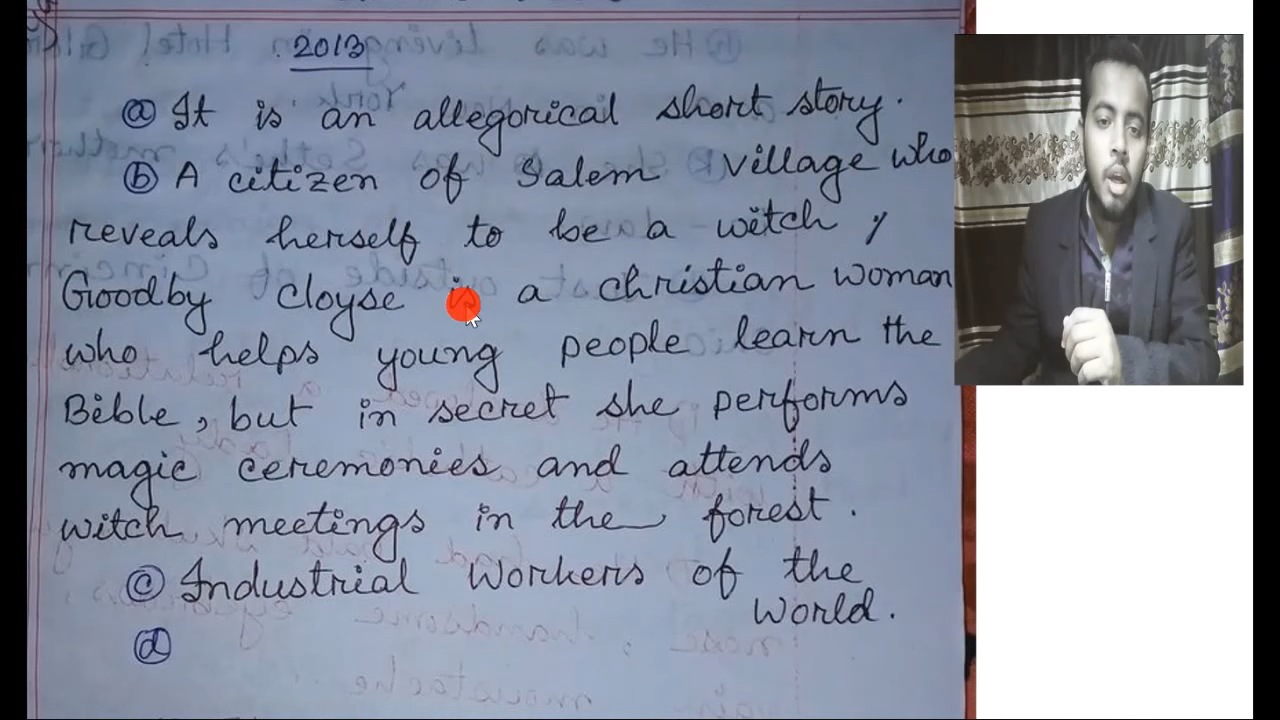 2013
ⓐ It is an allegorical short story.
ⓑ A citizen of Salem village who
reveals herself to be a witch,
Goodby Cloyse is a christian woman
who helps young people learn the
Bible, but in secret she performs
magic ceremonies and attends
witch meetings in the forest.
ⓒ Industrial Workers of the
World.
ⓓ